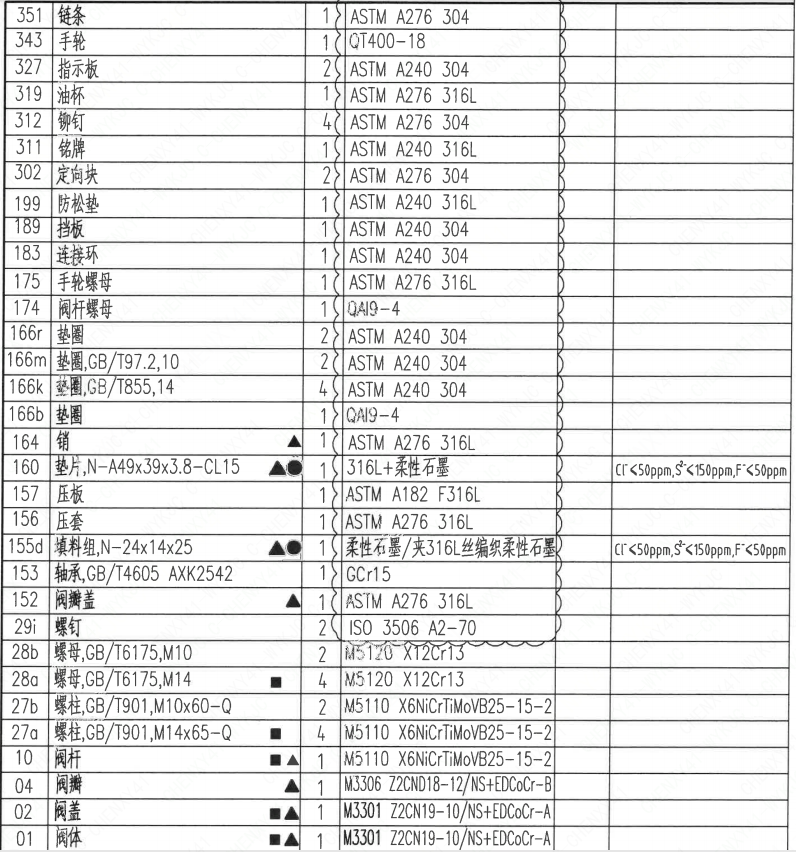 351 链条 1 ASTM A276 304
343 手轮 1 QT400-18
327 指示板 2 ASTM A240 304
319 油杯 1 ASTM A276 316L
312 铆钉 4 ASTM A276 304
311 铭牌 1 ASTM A240 316L
302 定向块 2 ASTM A276 304
199 防松垫 1 ASTM A240 316L
189 挡板 1 ASTM A240 304
183 连接环 1 ASTM A240 304
175 手轮螺母 1 ASTM A276 316L
174 阀杆螺母 1 QAl9-4
166r 垫圈 2 ASTM A240 304
166m 垫圈,GB/T97.2,10 2 ASTM A240 304
166k 垫圈,GB/T855,14 4 ASTM A240 304
166b 垫圈 1 QAl9-4
164 销 ▲ 1 ASTM A276 316L
160 垫片,N-A49x39x3.8-CL15 ▲● 1 316L+柔性石墨 Cl⁻≤50ppm,S²⁻≤150ppm,F⁻≤50ppm
157 压板 1 ASTM A182 F316L
156 压套 1 ASTM A276 316L
155d 填料组,N-24x14x25 ▲● 1 柔性石墨/夹316L丝编织柔性石墨 Cl⁻≤50ppm,S²⁻≤150ppm,F⁻≤50ppm
153 轴承,GB/T4605 AXK2542 1 GCr15
152 阀瓣盖 ▲ 1 ASTM A276 316L
29i 螺钉 2 ISO 3506 A2-70
28b 螺母,GB/T6175,M10 2 M5120 X12Cr13
28a 螺母,GB/T6175,M14 ■ 4 M5120 X12Cr13
27b 螺柱,GB/T901,M10x60-Q 2 M5110 X6NiCrTiMoVB25-15-2
27a 螺柱,GB/T901,M14x65-Q ■ 4 M5110 X6NiCrTiMoVB25-15-2
10 阀杆 ■▲ 1 M5110 X6NiCrTiMoVB25-15-2
04 阀瓣 ▲ 1 M3306 Z2CND18-12/NS+EDCoCr-B
02 阀盖 ■▲ 1 M3301 Z2CN19-10/NS+EDCoCr-A
01 阀体 ■▲ 1 M3301 Z2CN19-10/NS+EDCoCr-A